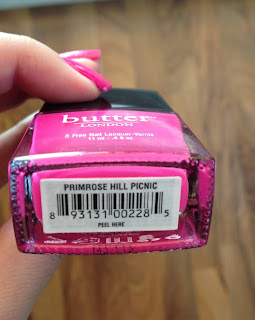 butter
LONDON
3 Free Nail Lacquer-Vernis
11 ml - .4 fl oz
PRIMROSE HILL PICNIC
8 93131 00228 5
PEEL HERE